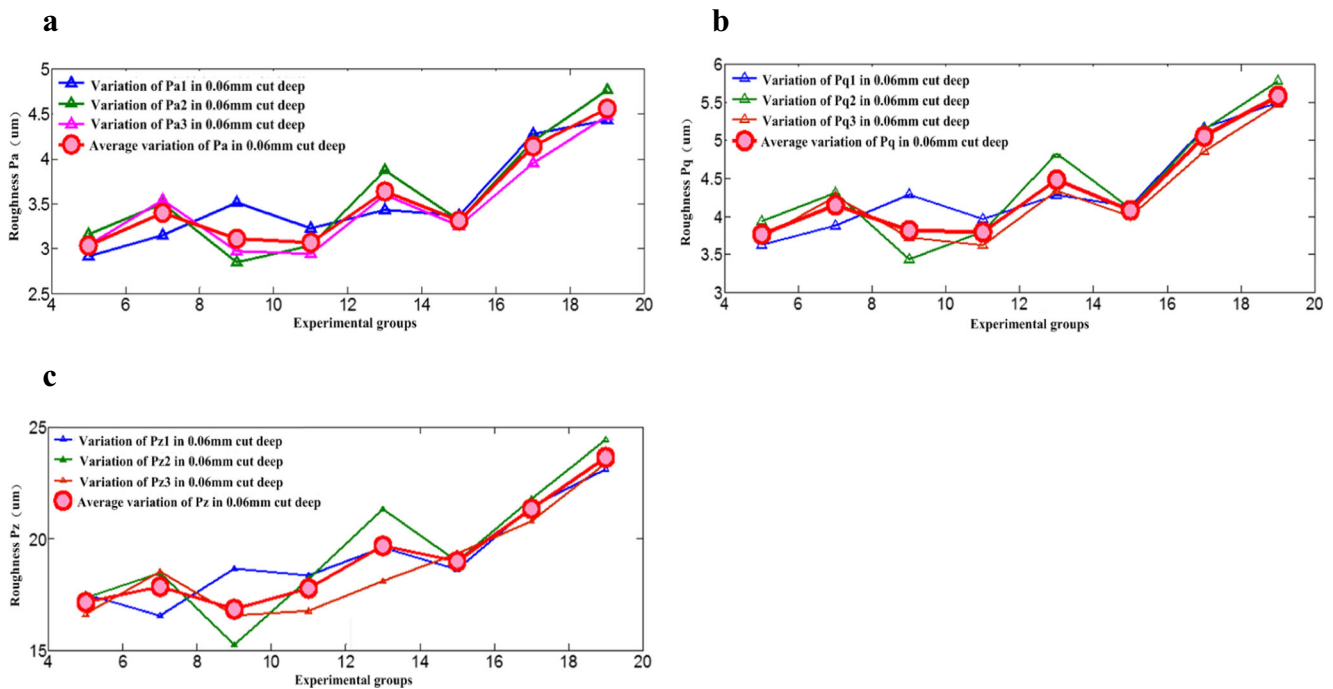 a
5
4.5
4
3.5
3
2.5
Roughness Pa (um)
Variation of Pa1 in 0.06mm cut deep
Variation of Pa2 in 0.06mm cut deep
Variation of Pa3 in 0.06mm cut deep
Average variation of Pa in 0.06mm cut deep
4 6 8 10 12 14 16 18 20
Experimental groups
b
6
5.5
5
4.5
4
3.5
3
Roughness Pq (um)
Variation of Pq1 in 0.06mm cut deep
Variation of Pq2 in 0.06mm cut deep
Variation of Pq3 in 0.06mm cut deep
Average variation of Pq in 0.06mm cut deep
4 6 8 10 12 14 16 18 20
Experimental groups
c
25
20
15
Roughness Pz (um)
Variation of Pz1 in 0.06mm cut deep
Variation of Pz2 in 0.06mm cut deep
Variation of Pz3 in 0.06mm cut deep
Average variation of Pz in 0.06mm cut deep
4 6 8 10 12 14 16 18 20
Experimental groups